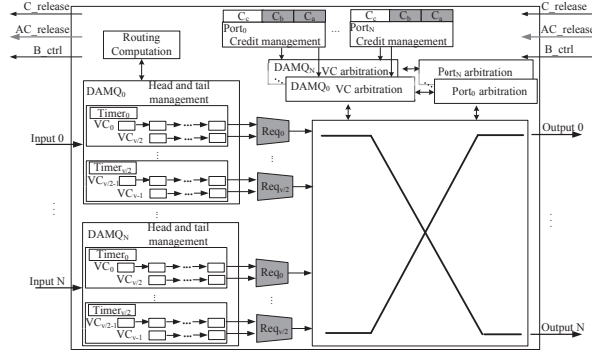 C_release
AC_release
B_ctrl
C_release
AC_release
B_ctrl
Routing
Computation
Cc Cb Ca
Port0
Credit management
...
Cc Cb Ca
PortN
Credit management
DAMQN
VC arbitration
DAMQ0 VC arbitration
PortN arbitration
Port0 arbitration
DAMQ0
Head and tail
management
Timer0
VC0
VCv/2
Req0
Timerv/2
VCv/2-1
VCv-1
Reqv/2
Input 0
Output 0
DAMQN
Head and tail
management
Timer0
VC0
VCv/2
Req0
Timerv/2
VCv/2-1
VCv-1
Reqv/2
Input N
Output N